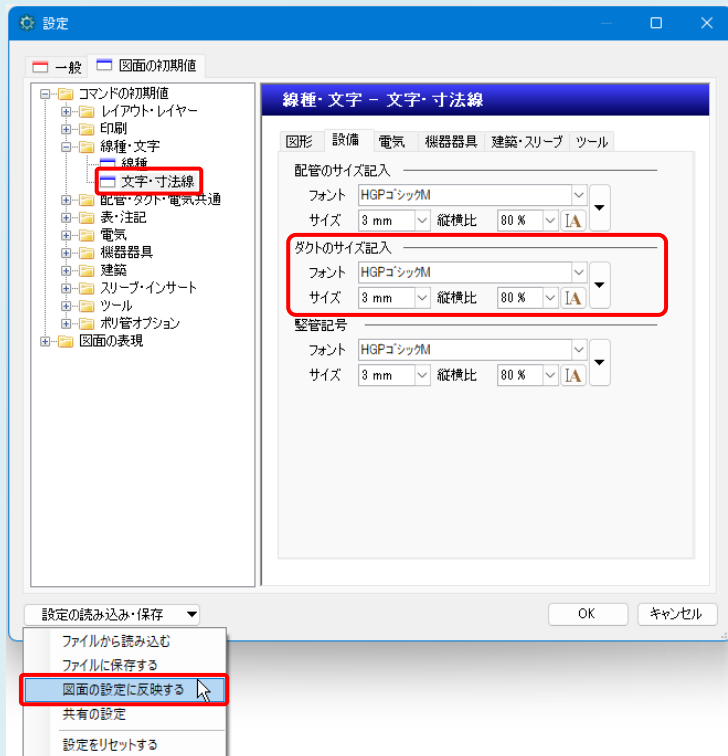 設定
一般 図面の初期値
コマンドの初期値
レイアウト・レイヤー
印刷
線種・文字
線種
文字・寸法線
配管・ダクト・電気共通
表・注記
電気
機器器具
建築
スリーブ・インサート
ツール
ポリ管オプション
図面の表現
線種・文字 - 文字・寸法線
図形 設備 電気 機器器具 建築・スリーブ ツール
配管のサイズ記入
フォント HGPゴシックM
サイズ 3 mm 縦横比 80 % IA
ダクトのサイズ記入
フォント HGPゴシックM
サイズ 3 mm 縦横比 80 % IA
竪管記号
フォント HGPゴシックM
サイズ 3 mm 縦横比 80 % IA
設定の読み込み・保存 OK キャンセル
ファイルから読み込む
ファイルに保存する
図面の設定に反映する
共有の設定
設定をリセットする